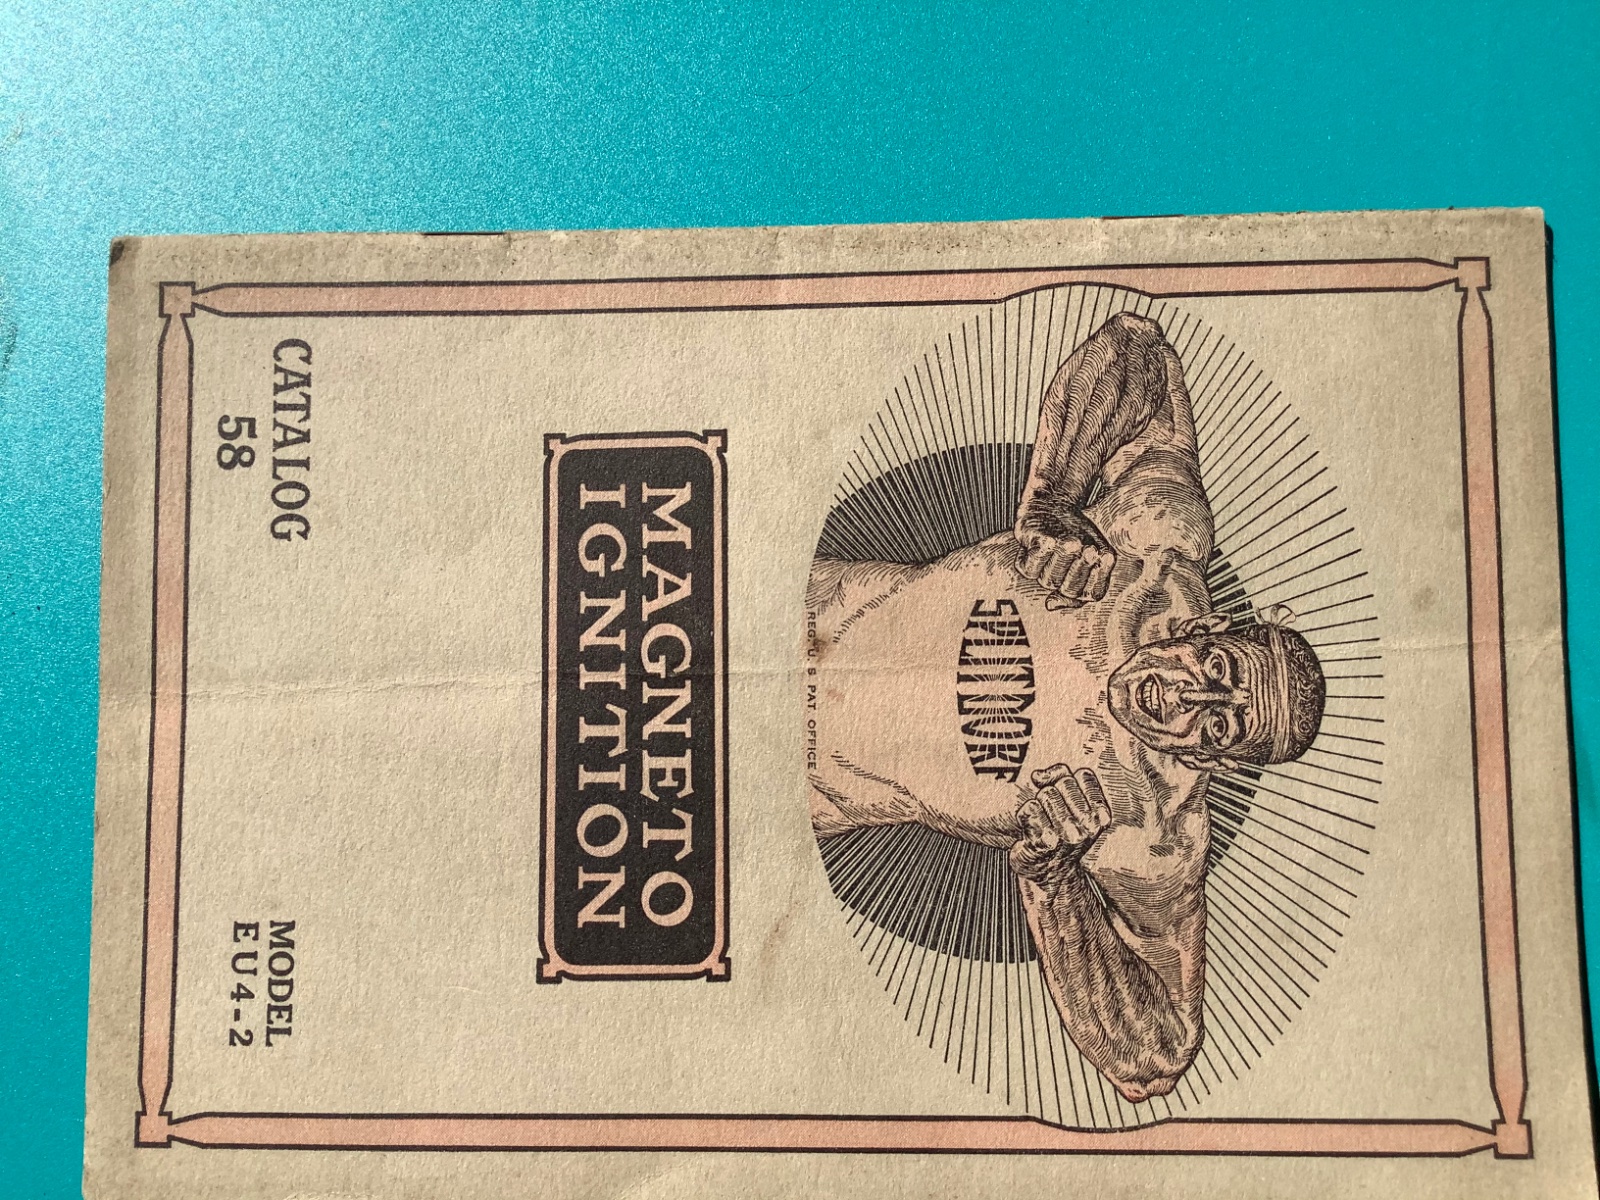 SPLITDORF
REG. U. S PAT. OFFICE
MAGNETO
IGNITION
CATALOG
58
MODEL
EU4-2